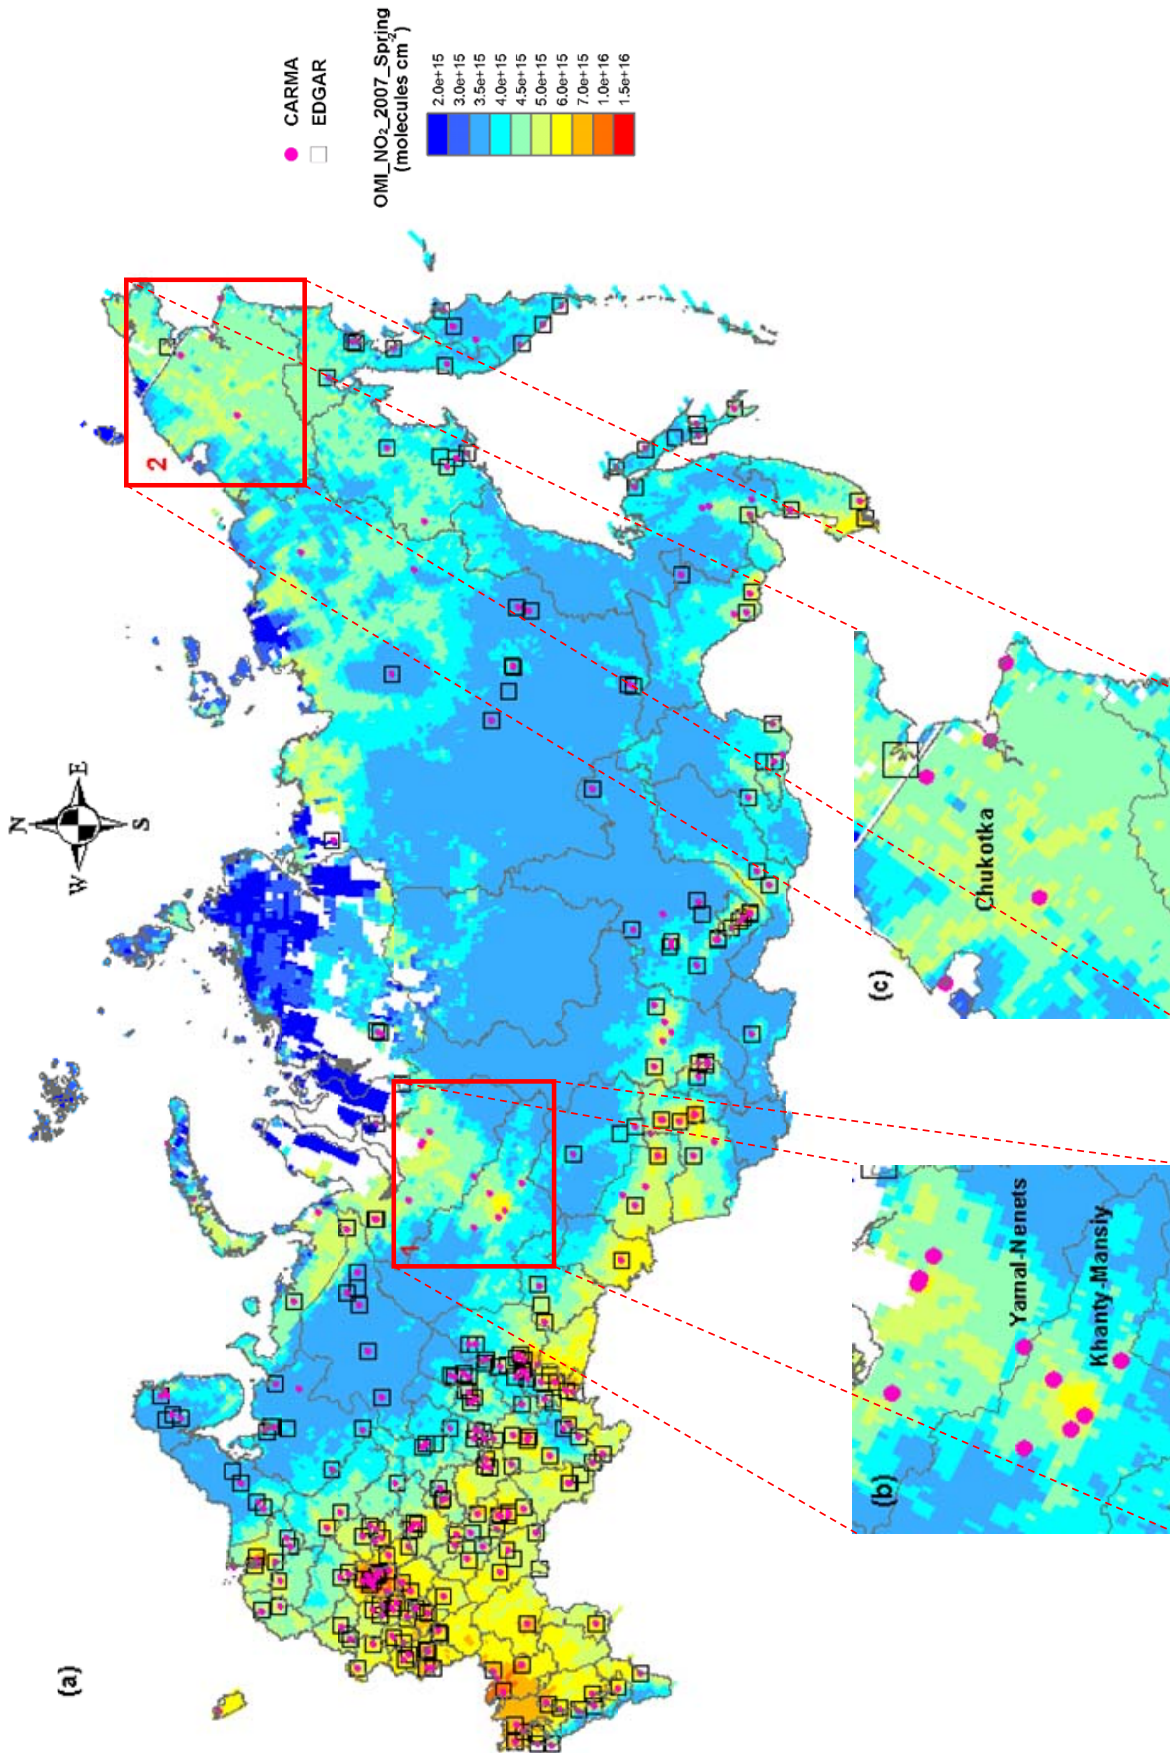 (a)
N
W
E
S
CARMA
EDGAR
OMI_NO₂_2007_Spring
(molecules cm⁻²)
2.0e+15
3.0e+15
3.5e+15
4.0e+15
4.5e+15
5.0e+15
6.0e+15
7.0e+15
1.0e+16
1.5e+16
1
2
(b)
Yamal-Nenets
Khanty-Mansiy
(c)
Chukotka